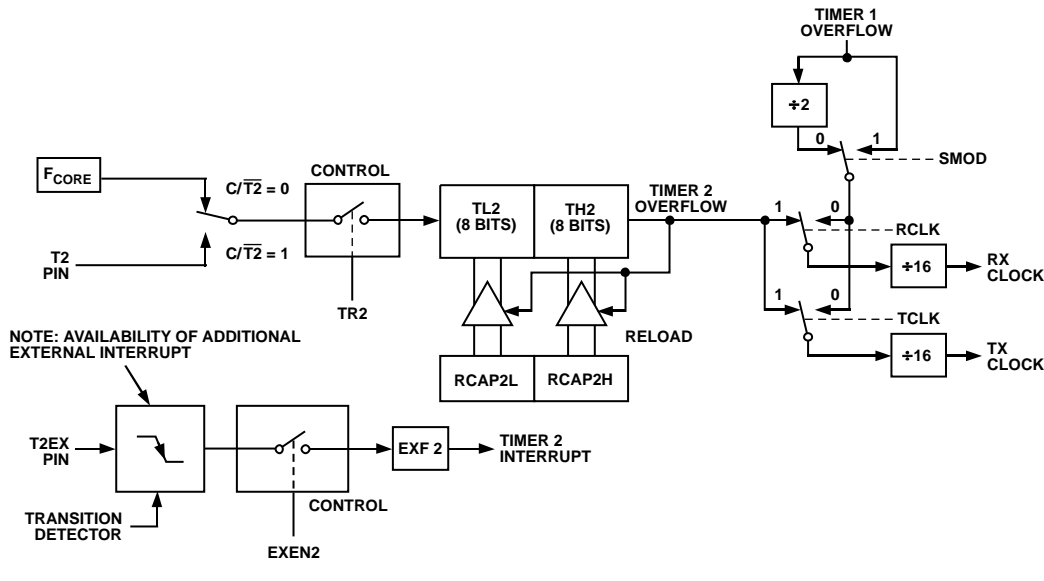 TIMER 1
OVERFLOW
÷2
0
1
SMOD
CONTROL
FCORE
C/T2 = 0
C/T2 = 1
T2
PIN
TR2
TL2
(8 BITS)
TH2
(8 BITS)
TIMER 2
OVERFLOW
1
0
RCLK
÷16
RX
CLOCK
1
0
TCLK
÷16
TX
CLOCK
RELOAD
RCAP2L
RCAP2H
NOTE: AVAILABILITY OF ADDITIONAL
EXTERNAL INTERRUPT
T2EX
PIN
EXF 2
TIMER 2
INTERRUPT
CONTROL
TRANSITION
DETECTOR
EXEN2